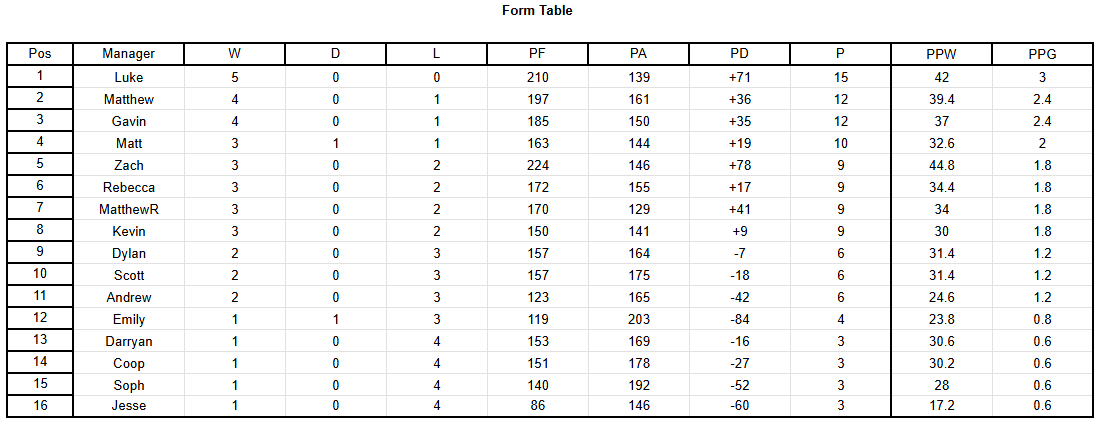 Form Table
Pos Manager W D L PF PA PD P PPW PPG
1 Luke 5 0 0 210 139 +71 15 42 3
2 Matthew 4 0 1 197 161 +36 12 39.4 2.4
3 Gavin 4 0 1 185 150 +35 12 37 2.4
4 Matt 3 1 1 163 144 +19 10 32.6 2
5 Zach 3 0 2 224 146 +78 9 44.8 1.8
6 Rebecca 3 0 2 172 155 +17 9 34.4 1.8
7 MatthewR 3 0 2 170 129 +41 9 34 1.8
8 Kevin 3 0 2 150 141 +9 9 30 1.8
9 Dylan 2 0 3 157 164 -7 6 31.4 1.2
10 Scott 2 0 3 157 175 -18 6 31.4 1.2
11 Andrew 2 0 3 123 165 -42 6 24.6 1.2
12 Emily 1 1 3 119 203 -84 4 23.8 0.8
13 Darryan 1 0 4 153 169 -16 3 30.6 0.6
14 Coop 1 0 4 151 178 -27 3 30.2 0.6
15 Soph 1 0 4 140 192 -52 3 28 0.6
16 Jesse 1 0 4 86 146 -60 3 17.2 0.6